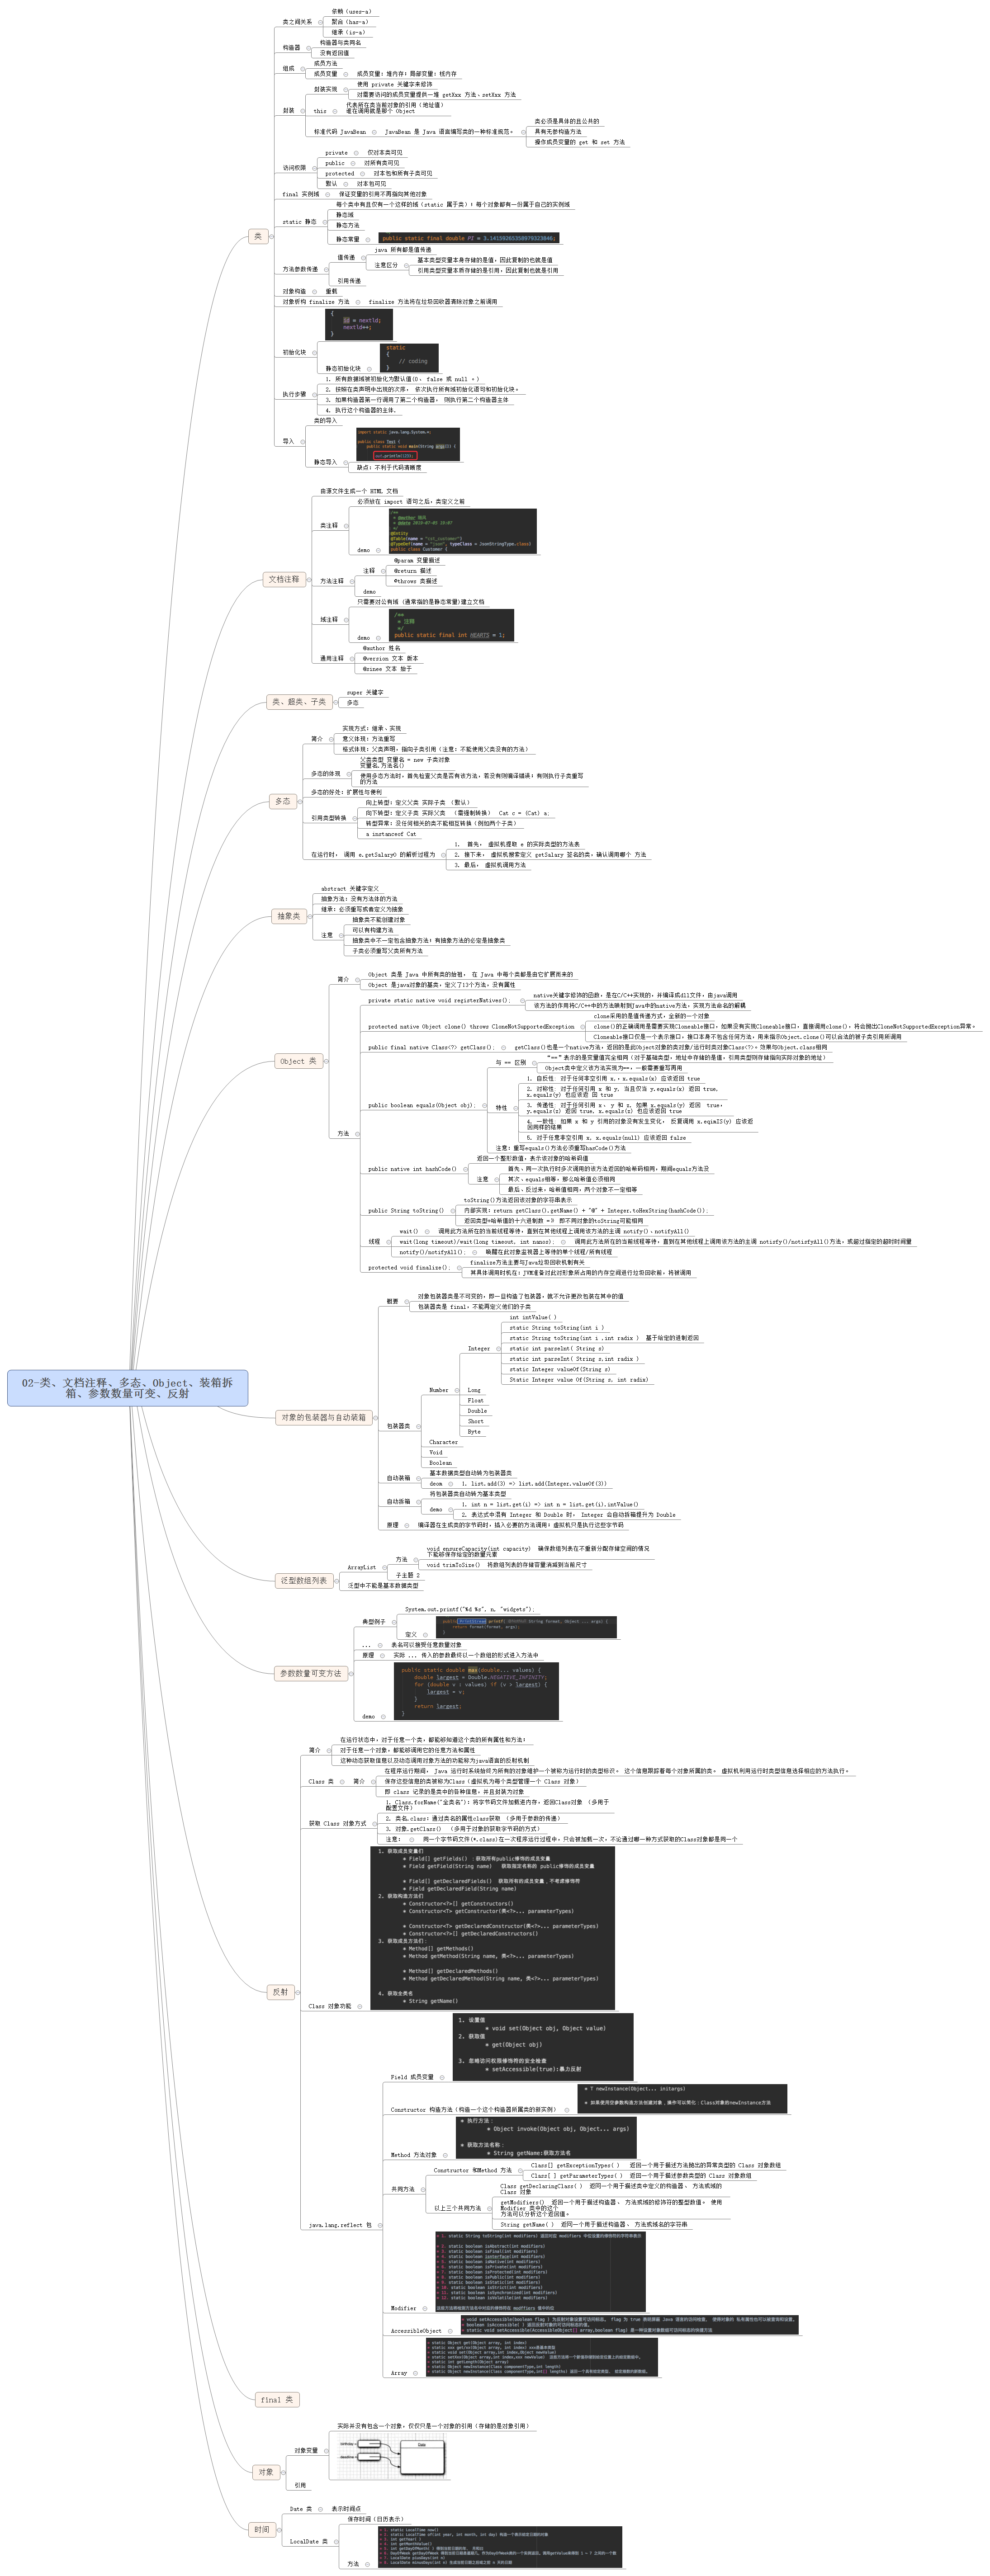 02-类、文档注释、多态、Object、装箱拆
箱、参数数量可变、反射
类
类之间关系
依赖（uses-a）
聚合（has-a）
继承（is-a）
构造器
构造器与类同名
没有返回值
组成
成员方法
成员变量
成员变量：堆内存；局部变量：栈内存
封装
封装实现
使用 private 关键字来修饰
对需要访问的成员变量提供一堆 getXxx 方法、setXxx 方法
this
代表所在类当前对象的引用（地址值）
谁在调用就是那个 Object
标准代码 JavaBean
JavaBean 是 Java 语言编写类的一种标准规范。
类必须是具体的且公共的
具有无参构造方法
操作成员变量的 get 和 set 方法
访问权限
private
仅对本类可见
public
对所有类可见
protected
对本包和所有子类可见
默认
对本包可见
final 实例域
保证变量的引用不再指向其他对象
static 静态
每个类中有且仅有一个这样的域（static 属于类）；每个对象都有一份属于自己的实例域
静态域
静态方法
静态常量
public static final double PI = 3.14159265358979323846;
方法参数传递
值传递
java 所有都是值传递
注意区分
基本类型变量本身存储的是值，因此复制的也就是值
引用类型变量本质存储的是引用，因此复制也就是引用
引用传递
对象构造
重载
对象析构 finalize 方法
finalize 方法将在垃圾回收器清除对象之前调用
初始化块
{
id = nextld;
nextld++;
}
静态初始化块
static
{
// coding
}
执行步骤
1. 所有数据域被初始化为默认值(0, false 或 null 。)
2. 按照在类声明中出现的次序， 依次执行所有域初始化语句和初始化块。
3. 如果构造器第一行调用了第二个构造器， 则执行第二个构造器主体
4. 执行这个构造器的主体.
导入
类的导入
静态导入
import static java.lang.System.*;
public class Test {
public static void main(String args[]) {
out.println(123);
缺点：不利于代码清晰度
文档注释
由源文件生成一个 HTML 文档
类注释
必须放在 import 语句之后，类定义之前
demo
/**
@Entity
@Table(name = "tst_customer")
@TypeDef(name = "json", typeClass = JsonStringType.class)
public class Customer {
方法注释
注释
@param 变量描述
@return 描述
@throws 类描述
demo
域注释
只需要对公有域（通常指的是静态常量)建立文档
demo
/**
* 注释
*/
public static final int HEARTS = 1;
通用注释
@author 姓名
@version 文本 版本
@sinee 文本 始于
类、超类、子类
super 关键字
多态
多态
简介
实现方式：继承、实现
意义体现：方法重写
格式体现：父类声明，指向子类引用（注意：不能使用父类没有的方法）
多态的体现
父类类型 变量名 = new 子类对象
变量名.方法名()
使用多态方法时，首先检查父类是否有该方法，若没有则编译错误；有则执行子类重写
的方法
多态的好处：扩展性与便利
引用类型转换
向上转型：定义父类 实际子类 （默认）
向下转型：定义子类 实际父类 （需强制转换） Cat c = (Cat) a;
转型异常：没任何相关的类不能相互转换（例如两个子类）
a instanceof Cat
在运行时， 调用 e.getSalaryO 的解析过程为
1. 首先， 虚拟机提取 e 的实际类型的方法表
2. 接下来， 虚拟机搜索定义 getSalary 签名的类，确认调用哪个 方法
3. 最后， 虚拟机调用方法
抽象类
abstract 关键字定义
抽象方法：没有方法体的方法
继承：必须重写或者定义为抽象
注意
抽象类不能创建对象
可以有构建方法
抽象类中不一定包含抽象方法；有抽象方法的必定是抽象类
子类必须重写父类所有方法
Object 类
简介
Object 类是 Java 中所有类的始祖， 在 Java 中每个类都是由它扩展而来的
Object 是java对象的基类，定义了13个方法，没有属性
方法
private static native void registerNatives();
native关键字修饰的函数，是在C/C++实现的，并编译成dll文件，由java调用
该方法的作用将C/C++中的方法映射到Java中的native方法，实现方法命名的解耦
protected native Object clone() throws CloneNotSupportedException
clone采用的是值传递方式，全新的一个对象
clone()的正确调用是需要实现Cloneable接口，如果没有实现Cloneable接口，直接调用clone()，将会抛出CloneNotSupportedException异常。
Cloneable接口仅是一个表示接口，接口本身不包含任何方法，用来指示Object.clone()可以合法的被子类引用所调用
public final native Class<?> getClass();
getClass()也是一个native方法，返回的是此Object对象的类对象/运行时类对象Class<?>。效果与Object.class相同
public boolean equals(Object obj);
与 == 区别
"=="表示的是变量值完全相同（对于基础类型，地址中存储的是值，引用类型则存储指向实际对象的地址）
Object类中定义该方法实现为==，一般需要重写再用
特性
1. 自反性：对于任何非空引用 x,，x.equals(x) 应该返回 true
2. 对称性：对于任何引用 x 和 y, 当且仅当 y.equals(x) 返回 true,
x.equals(y) 也应该返 回 true
3. 传递性：对于任何引用 x 、 y 和 z, 如果 x.equals(y) 返回  true,
y.equals(z) 返回 true, x.equals(z) 也应该返回 true
4. 一致性：如果 x 和 y 引用的对象没有发生变化， 反复调用 x.eqimIS(y) 应该返
回同样的结果
5. 对于任意非空引用 x, x.equals(null) 应该返回 false
注意：重写equals()方法必须重写hasCode()方法
public native int hashCode()
返回一个整形数值，表示该对象的哈希码值
注意
首先、同一次执行时多次调用的该方法返回的哈希码相同，期间equals方法没
其次、equals相等，那么哈希值必须相同
最后、反过来，哈希值相同，两个对象不一定相等
public String toString()
toString()方法返回该对象的字符串表示
内部实现：return getClass().getName() + "@" + Integer.toHexString(hashCode());
返回类型+哈希值的十六进制数 => 即不同对象的toString可能相同
线程
wait()
调用此方法所在的当前线程等待，直到在其他线程上调用该方法的主调 notify()、notifyAll()
wait(long timeout)/wait(long timeout, int nanos);
调用此方法所在的当前线程等待，直到在其他线程上调用该方法的主调 notisfy()/notisfyAll()方法，或超过指定的超时时间量
notify()/notifyAll();
唤醒在此对象监视器上等待的单个线程/所有线程
protected void finalize();
finalize方法主要与Java垃圾回收机制有关
其具体调用时机在：JVM准备对此对形象所占用的内存空间进行垃圾回收前，将被调用
对象的包装器与自动装箱
概要
对象包装器类是不可变的，即一旦构造了包装器，就不允许更改包装在其中的值
包装器类是 final，不能再定义他们的子类
包装器类
Number
Integer
int intValue( )
static String toString(int i )
static String toString(int i ,int radix ) 基于给定的进制返回
static int parselnt( String s)
static int parseInt( String s,int radix )
static Integer valueOf(String s)
Static Integer value Of(String s, int radix)
Long
Float
Double
Short
Byte
Character
Void
Boolean
自动装箱
基本数据类型自动转为包装器类
deom
1. list.add(3) => list.add(Integer.valueOf(3))
自动拆箱
将包装器类自动转为基本类型
demo
1. int n = list.get(i) => int n = list.get(i).intValue()
2. 表达式中混有 Integer 和 Double 时， Integer 会自动拆箱提升为 Double
原理
编译器在生成类的字节码时，插入必要的方法调用；虚拟机只是执行这些字节码
泛型数组列表
ArrayList
方法
void ensureCapacity(int capacity) 确保数组列表在不重新分配存储空间的情况
下能够保存给定的数量元素
void trimToSize() 将数组列表的存储容量消减到当前尺寸
子主题 2
泛型中不能是基本数据类型
参数数量可变方法
典型例子
System.out.printf("%d %s", n, "widgets");
定义
public PrintStream printf(String format, Object ... args) {
return format(format, args);
}
...
表名可以接受任意数量对象
原理
实际 ... 传入的参数最终以一个数组的形式进入方法中
demo
public static double max(double... values) {
double largest = Double.NEGATIVE_INFINITY;
for (double v : values) if (v > largest) {
largest = v;
}
return largest;
}
反射
简介
在运行状态中，对于任意一个类，都能够知道这个类的所有属性和方法；
对于任意一个对象，都能够调用它的任意方法和属性
这种动态获取信息以及动态调用对象方法的功能称为java语言的反射机制
Class 类
简介
在程序运行期间， Java 运行时系统始终为所有的对象维护一个被称为运行时的类型标识。 这个信息跟踪着每个对象所属的类。 虚拟机利用运行时类型信息选择相应的方法执行。
保存这些信息的类被称为Class（虚拟机为每个类型管理一个 Class 对象）
即 class 记录的是类中的各种信息，并且封装为对象
获取 Class 对象方式
1. Class.forName("全类名")：将字节码文件加载进内存，返回Class对象 （多用于
配置文件）
2. 类名.class：通过类名的属性class获取 （多用于参数的传递）
3. 对象.getClass() （多用于对象的获取字节码的方式）
注意：
同一个字节码文件(*.class)在一次程序运行过程中，只会被加载一次，不论通过哪一种方式获取的Class对象都是同一个
Class 对象功能
1. 获取成员变量们
* Field[] getFields() ：获取所有public修饰的成员变量
* Field getField(String name) 获取指定名称的 public修饰的成员变量
* Field[] getDeclaredFields() 获取所有的成员变量，不考虑修饰符
* Field getDeclaredField(String name)
2. 获取构造方法们
* Constructor<?>[] getConstructors()
* Constructor<T> getConstructor(类<?>... parameterTypes)
* Constructor<T> getDeclaredConstructor(类<?>... parameterTypes)
* Constructor<?>[] getDeclaredConstructors()
3. 获取成员方法们：
* Method[] getMethods()
* Method getMethod(String name, 类<?>... parameterTypes)
* Method[] getDeclaredMethods()
* Method getDeclaredMethod(String name, 类<?>... parameterTypes)
4. 获取全类名
* String getName()
java.lang.reflect 包
Field 成员变量
1. 设置值
* void set(Object obj, Object value)
2. 获取值
* get(Object obj)
3. 忽略访问权限修饰符的安全检查
* setAccessible(true):暴力反射
Constructor 构造方法（构造一个这个构造器所属类的新实例）
* T newInstance(Object... initargs)
* 如果使用空参数构造方法创建对象，操作可以简化：Class对象的newInstance方法
Method 方法对象
* 执行方法：
* Object invoke(Object obj, Object... args)
* 获取方法名称：
* String getName:获取方法名
共同方法
Constructor 和Method 方法
Class[] getExceptionTypes( ) 返回一个用于描述方法抛出的异常类型的 Class 对象数组
Class[ ] getParameterTypes( ) 返回一个用于描述参数类型的 Class 对象数组
以上三个共同方法
Class getDeclaringClass( ) 返冋一个用于描述类中定义的构造器、 方法或域的
Class 对象
getModifiers() 返回一个用于描述构造器、 方法或域的修饰符的整型数值。 使用
Modifier 类中的这个
方法可以分析这个返回值。
String getName( ) 返冋一个用于描述构造器、 方法或域名的字符串
Modifier
2. static boolean isAbstract(int modifiers)
3. static boolean isFinal(int modifiers)
4. static boolean isInterface(int modifiers)
5. static boolean isNative(int modifiers)
6. static boolean isPrivate(int modifiers)
7. static boolean isProtected(int modifiers)
8. static boolean isPublic(int modifiers)
9. static boolean isStatic(int modifiers)
10. static boolean isStrict(int modifiers)
11. static boolean isSynchronized(int modifiers)
12. static boolean isVolatile(int modifiers)
AccessibleObject
Array
static Object get(Object array, int index)
static void set(Object array,int index,Object newValue)
static int getLength(Object array)
static Object newInstance(Class componentType,int length)
final 类
对象
对象变量
实际并没有包含一个对象，仅仅只是一个对象的引用（存储的是对象引用）
Date
引用
时间
Date 类
表示时间点
LocalDate 类
保存时间（日历表示）
方法
1. static LocalTime now()
3. int getYear( )
4. int getMonthValue()